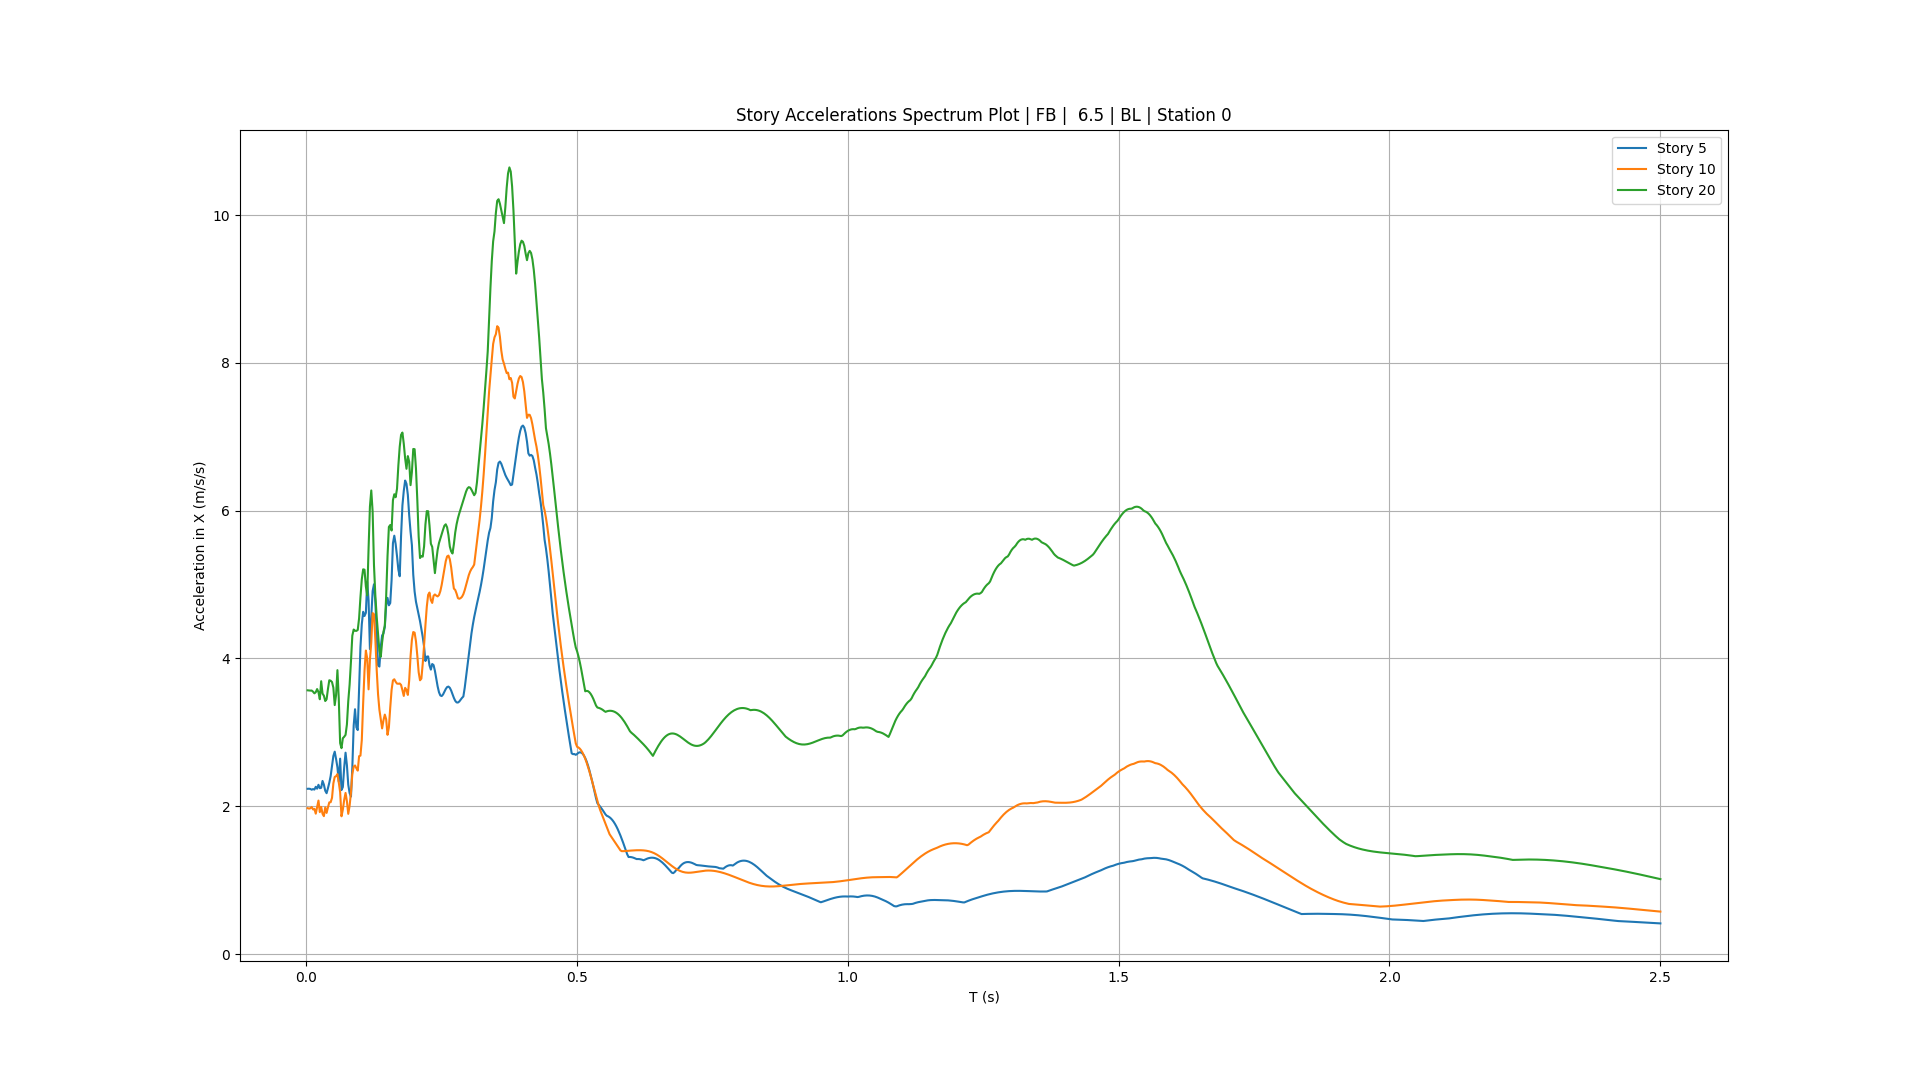 Story Accelerations Spectrum Plot | FB |  6.5 | BL | Station 0
Story 5
Story 10
Story 20
Acceleration in X (m/s/s)
10
8
6
4
2
0
0.0 0.5 1.0 1.5 2.0 2.5
T (s)